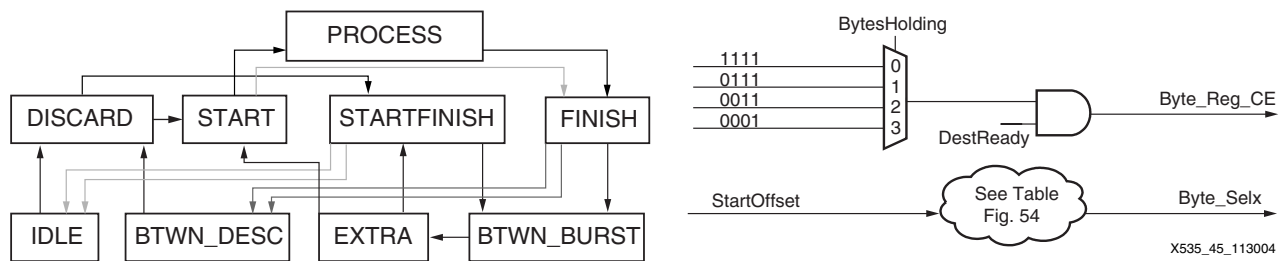 PROCESS
DISCARD
START
STARTFINISH
FINISH
IDLE
BTWN_DESC
EXTRA
BTWN_BURST
BytesHolding
1111
0
0111
1
0011
2
0001
3
Byte_Reg_CE
DestReady
StartOffset
See Table
Fig. 54
Byte_Selx
X535_45_113004